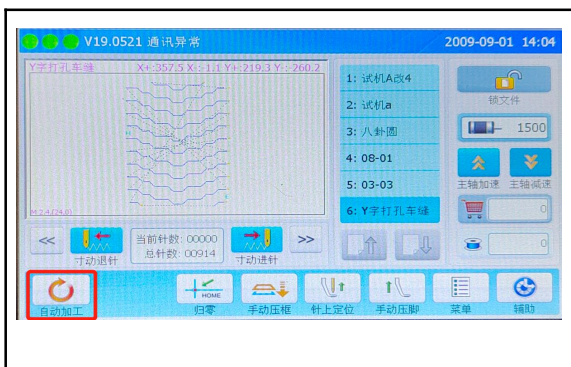 V19.0521 通讯异常
2009-09-01 14:04
Y字打孔车缝 X+:357.5 X-:-1.1 Y+:219.3 Y-:-260.2
M:2.4 (24.0)
1: 试机A改4
2: 试机a
3: 八卦圆
4: 08-01
5: 03-03
6: Y字打孔车缝
锁文件
1500
主轴加速 主轴减速
0
0
<<
寸动退针
当前针数: 00000
总针数: 00914
寸动进针
>>
自动加工
HOME
归零
手动压框
针上定位
手动压脚
菜单
辅助